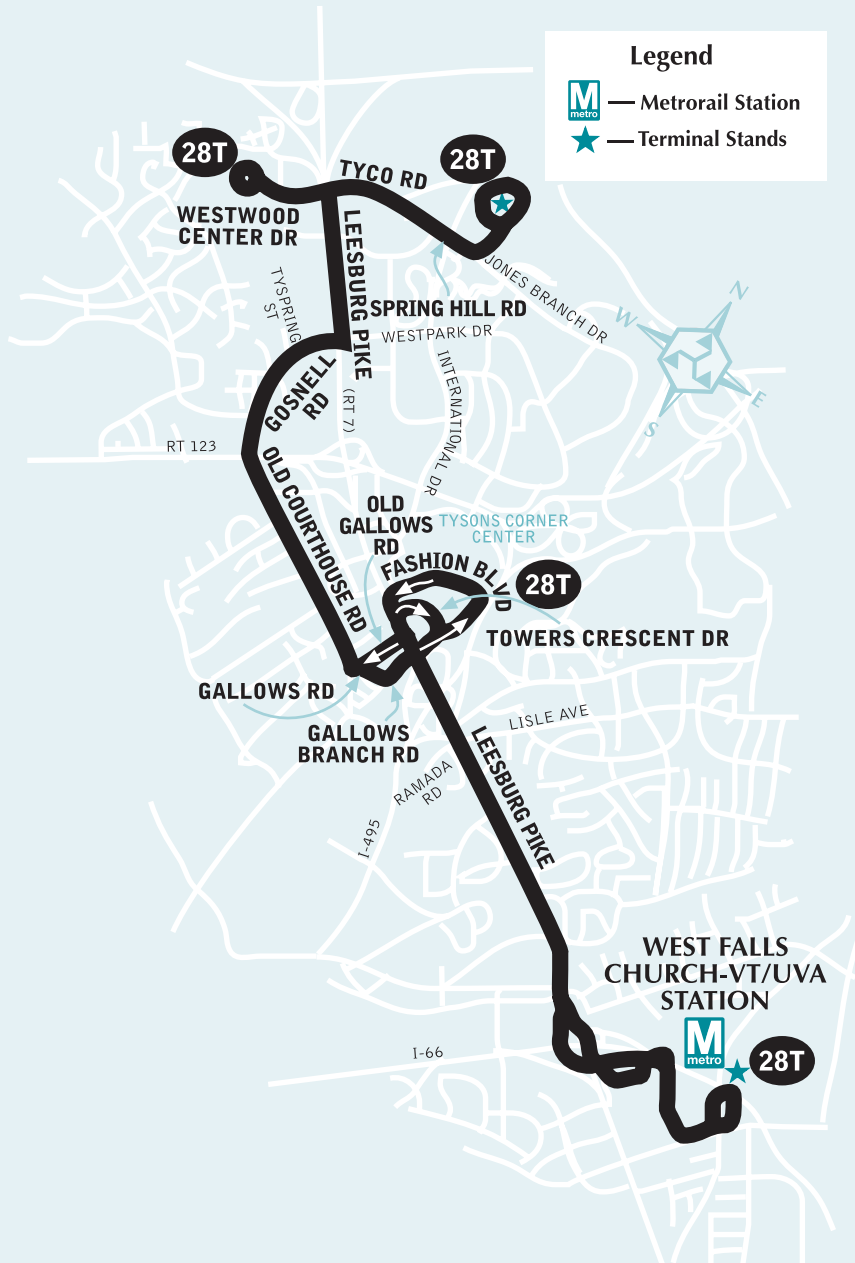 Legend
M
metro
Metrorail Station
Terminal Stands
28T
28T
TYCO RD
WESTWOOD
CENTER DR
LEESBURG PIKE
TYSPRING
ST
SPRING HILL RD
JONES BRANCH DR
WESTPARK DR
N
W
E
S
GOSNELL
RD
(RT 7)
INTERNATIONAL DR
RT 123
OLD COURTHOUSE RD
OLD
GALLOWS
RD
TYSONS CORNER
CENTER
FASHION BLVD
28T
TOWERS CRESCENT DR
GALLOWS RD
GALLOWS
BRANCH RD
LISLE AVE
LEESBURG PIKE
RAMADA
RD
I-495
WEST FALLS
CHURCH-VT/UVA
STATION
M
metro
28T
I-66